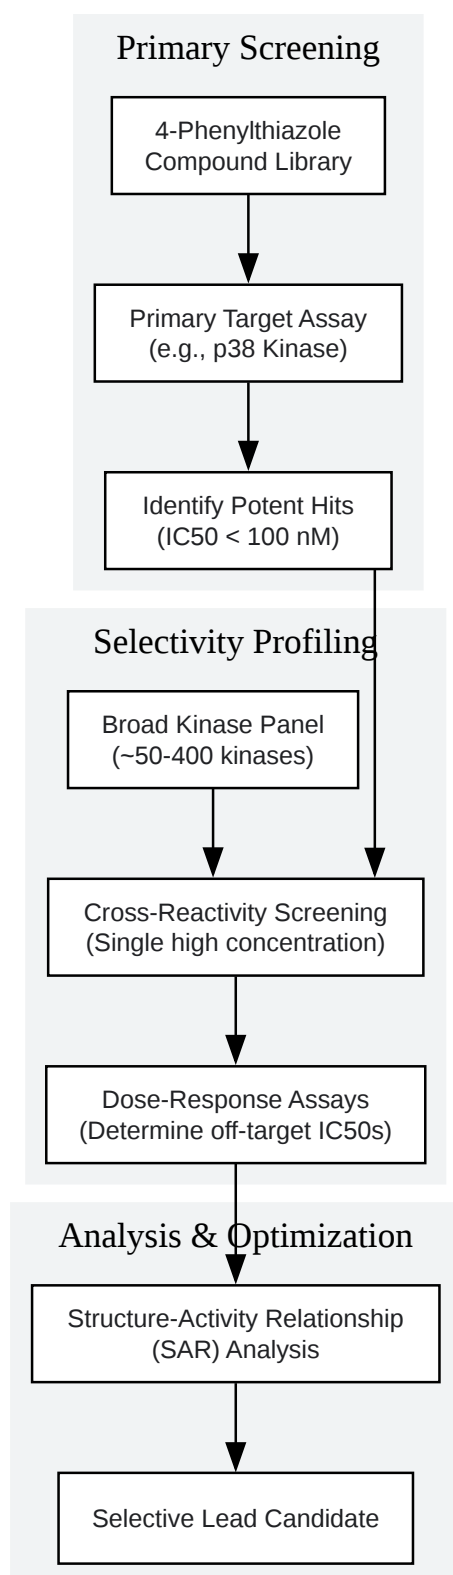 Primary Screening
4-Phenylthiazole
Compound Library
Primary Target Assay
(e.g., p38 Kinase)
Identify Potent Hits
(IC50 < 100 nM)
Selectivity Profiling
Broad Kinase Panel
(~50-400 kinases)
Cross-Reactivity Screening
(Single high concentration)
Dose-Response Assays
(Determine off-target IC50s)
Analysis & Optimization
Structure-Activity Relationship
(SAR) Analysis
Selective Lead Candidate